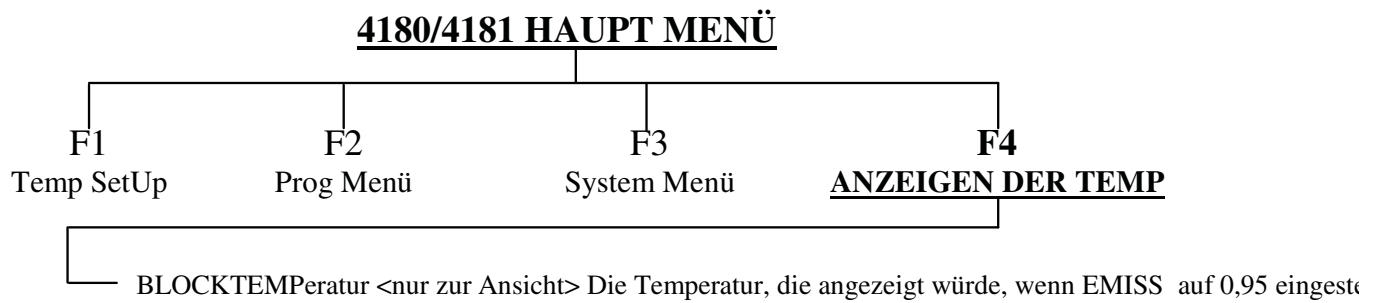 4180/4181 HAUPT MENÜ
F1 F2 F3 F4
Temp SetUp Prog Menü System Menü ANZEIGEN DER TEMP
BLOCKTEMPeratur <nur zur Ansicht> Die Temperatur, die angezeigt würde, wenn EMISS auf 0,95